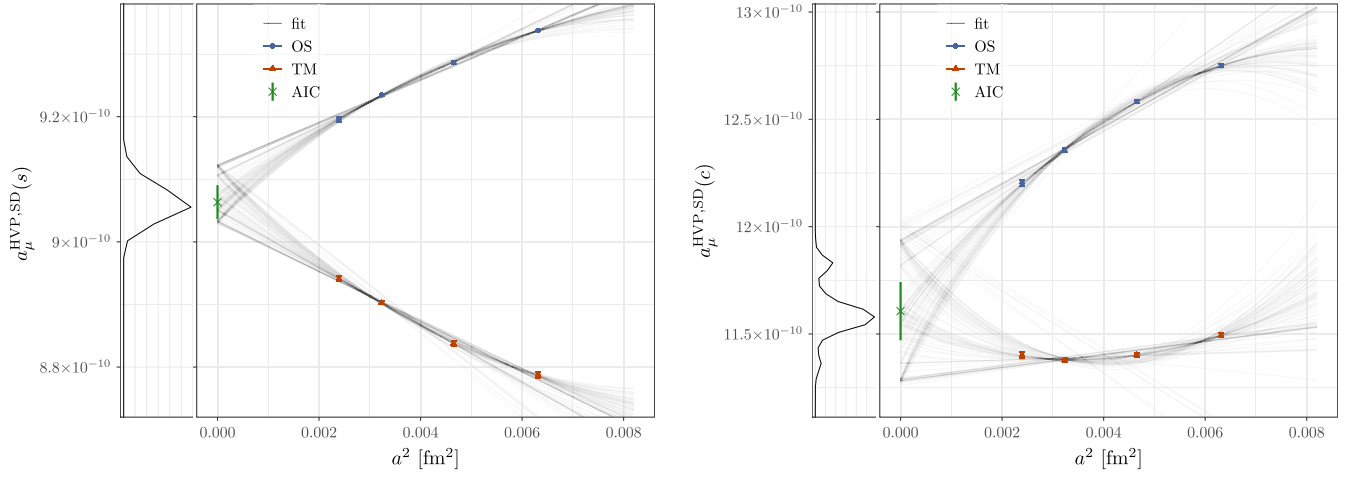 fit
OS
TM
AIC
9.2×10⁻¹⁰
9×10⁻¹⁰
8.8×10⁻¹⁰
a_μ^{HVP,SD}(s)
0.000 0.002 0.004 0.006 0.008
a² [fm²]
fit
OS
TM
AIC
13×10⁻¹⁰
12.5×10⁻¹⁰
12×10⁻¹⁰
11.5×10⁻¹⁰
a_μ^{HVP,SD}(c)
0.000 0.002 0.004 0.006 0.008
a² [fm²]